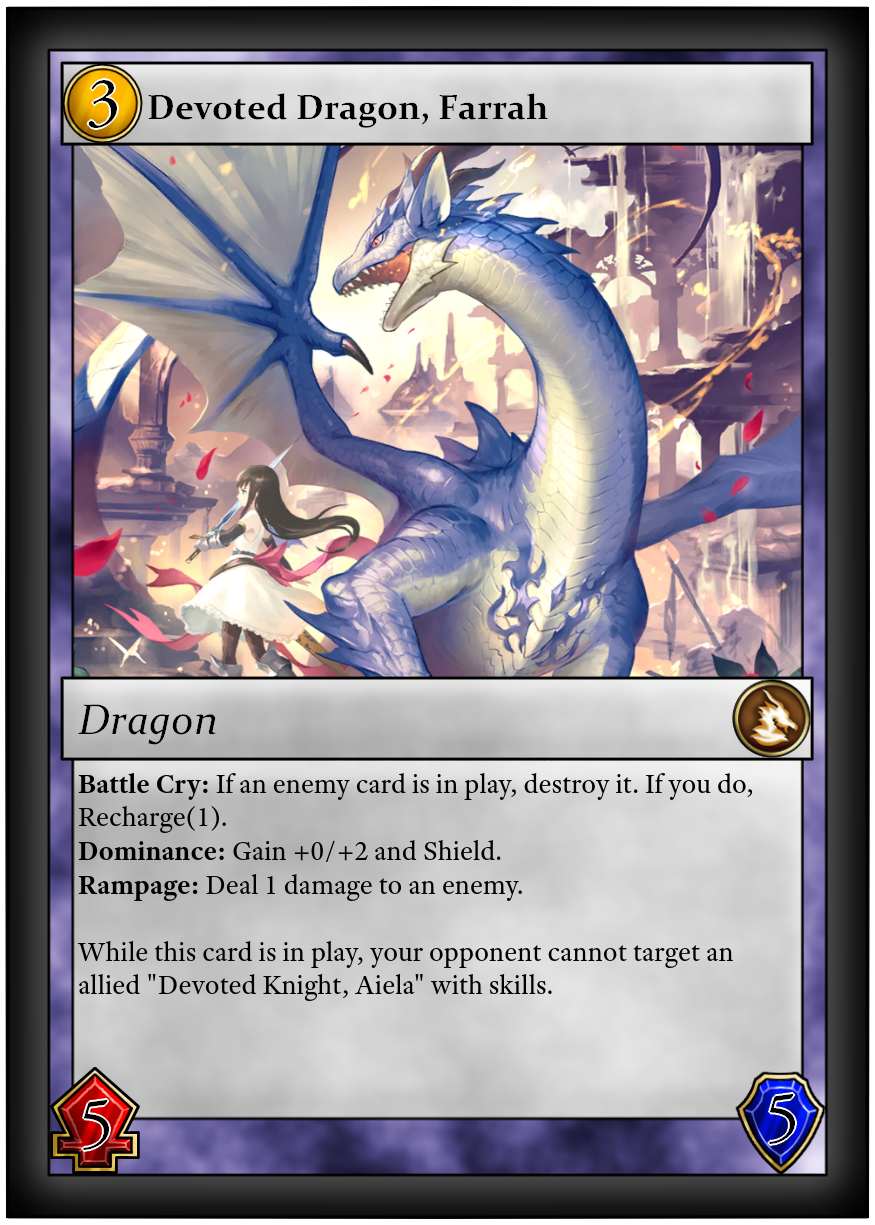 3
Devoted Dragon, Farrah
Dragon
Battle Cry: If an enemy card is in play, destroy it. If you do,
Recharge(1).
Dominance: Gain +0/+2 and Shield.
Rampage: Deal 1 damage to an enemy.
While this card is in play, your opponent cannot target an
allied "Devoted Knight, Aiela" with skills.
5
5